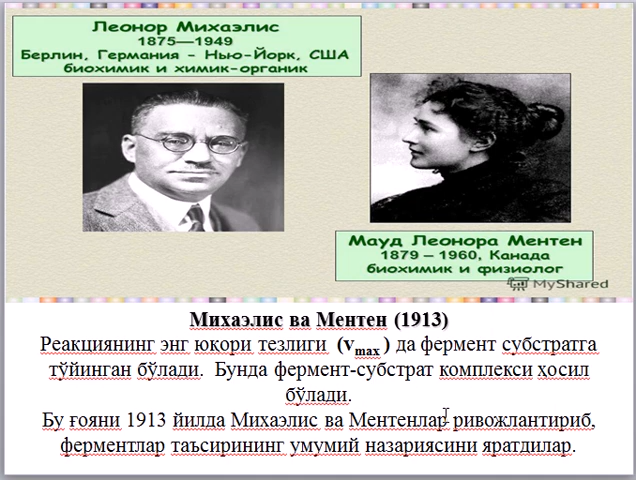 Леонор Михаэлис
1875—1949
Берлин, Германия - Нью-Йорк, США
биохимик и химик-органик
Мауд Леонора Ментен
1879 – 1960, Канада
биохимик и физиолог
MyShared
Михаэлис ва Ментен (1913)
Реакциянинг энг юқори тезлиги (vmax ) да фермент субстратга
тўйинган бўлади. Бунда фермент-субстрат комплекси ҳосил
бўлади.
Бу ғояни 1913 йилда Михаэлис ва Ментенлар ривожлантириб,
ферментлар таъсирининг умумий назариясини яратдилар.